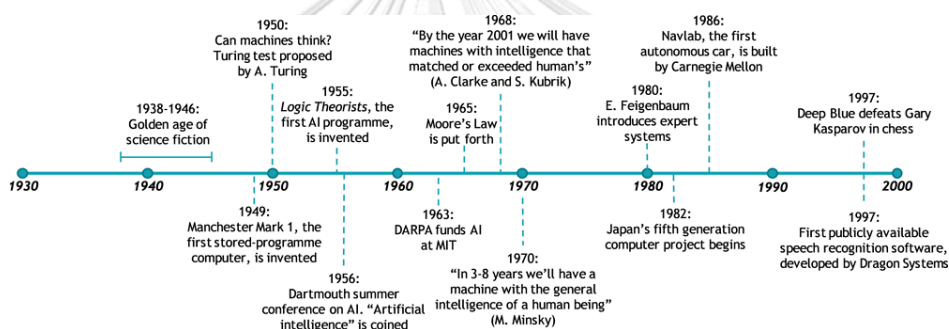 1938-1946:
Golden age of
science fiction
1950:
Can machines think?
Turing test proposed
by A. Turing
1955:
Logic Theorists, the
first AI programme,
is invented
1965:
Moore's Law
is put forth
1968:
"By the year 2001 we will have
machines with intelligence that
matched or exceeded human's"
(A. Clarke and S. Kubrik)
1980:
E. Feigenbaum
introduces expert
systems
1986:
Navlab, the first
autonomous car, is built
by Carnegie Mellon
1997:
Deep Blue defeats Gary
Kasparov in chess
1930
1940
1950
1960
1970
1980
1990
2000
1949:
Manchester Mark 1, the
first stored-programme
computer, is invented
1956:
Dartmouth summer
conference on AI. "Artificial
intelligence" is coined
1963:
DARPA funds AI
at MIT
1970:
"In 3-8 years we'll have a
machine with the general
intelligence of a human being"
(M. Minsky)
1982:
Japan's fifth generation
computer project begins
1997:
First publicly available
speech recognition software,
developed by Dragon Systems